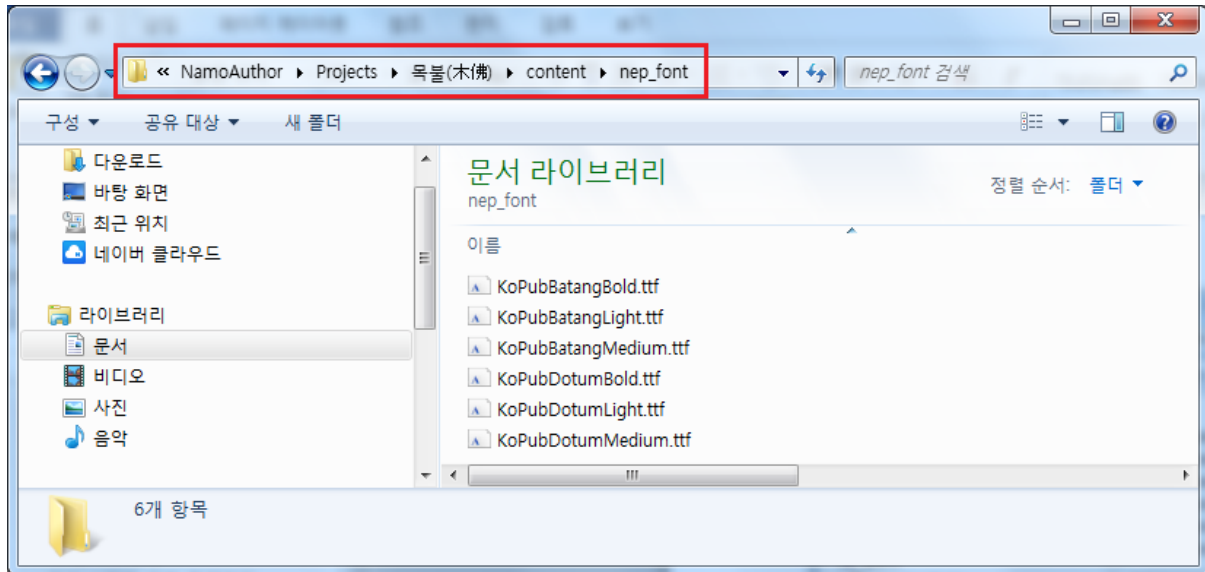 « NamoAuthor ▸ Projects ▸ 목불(木佛) ▸ content ▸ nep_font
nep_font 검색
구성 공유 대상 새 폴더
다운로드
바탕 화면
최근 위치
네이버 클라우드
라이브러리
문서
비디오
사진
음악
문서 라이브러리
nep_font
정렬 순서: 폴더
이름
KoPubBatangBold.ttf
KoPubBatangLight.ttf
KoPubBatangMedium.ttf
KoPubDotumBold.ttf
KoPubDotumLight.ttf
KoPubDotumMedium.ttf
6개 항목